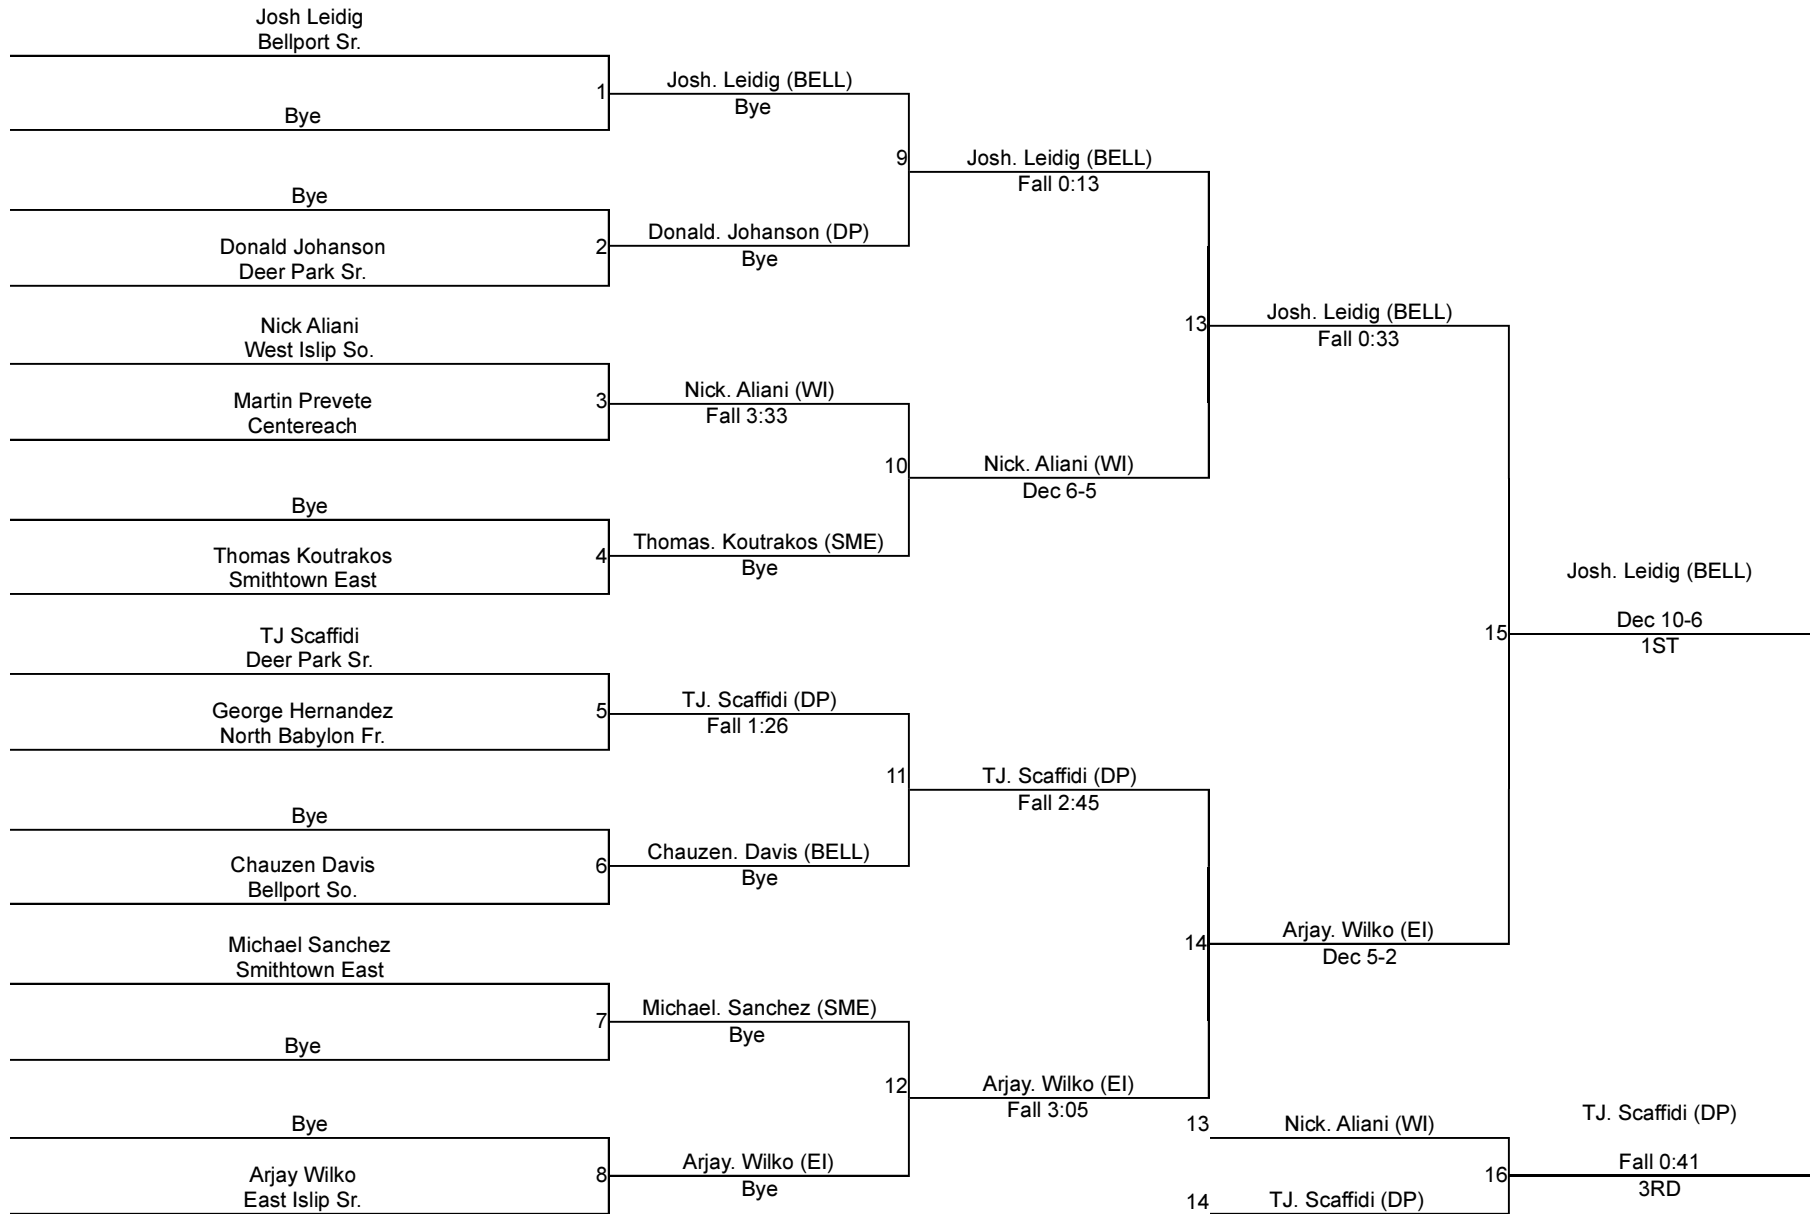 Josh Leidig
Bellport Sr.
1
Bye
Bye
Donald Johanson
Deer Park Sr.
2
Nick Aliani
West Islip So.
Martin Prevete
Centereach
3
Bye
Thomas Koutrakos
Smithtown East
4
TJ Scaffidi
Deer Park Sr.
George Hernandez
North Babylon Fr.
5
Bye
Chauzen Davis
Bellport So.
6
Michael Sanchez
Smithtown East
7
Bye
Bye
Arjay Wilko
East Islip Sr.
8
Josh. Leidig (BELL)
Bye
9
Donald. Johanson (DP)
Bye
Nick. Aliani (WI)
Fall 3:33
10
Thomas. Koutrakos (SME)
Bye
TJ. Scaffidi (DP)
Fall 1:26
11
Chauzen. Davis (BELL)
Bye
Michael. Sanchez (SME)
Bye
12
Arjay. Wilko (EI)
Bye
Josh. Leidig (BELL)
Fall 0:13
13
Nick. Aliani (WI)
Dec 6-5
TJ. Scaffidi (DP)
Fall 2:45
14
Arjay. Wilko (EI)
Fall 3:05
Josh. Leidig (BELL)
Fall 0:33
15
Arjay. Wilko (EI)
Dec 5-2
Josh. Leidig (BELL)
Dec 10-6
1ST
13
Nick. Aliani (WI)
16
14
TJ. Scaffidi (DP)
TJ. Scaffidi (DP)
Fall 0:41
3RD